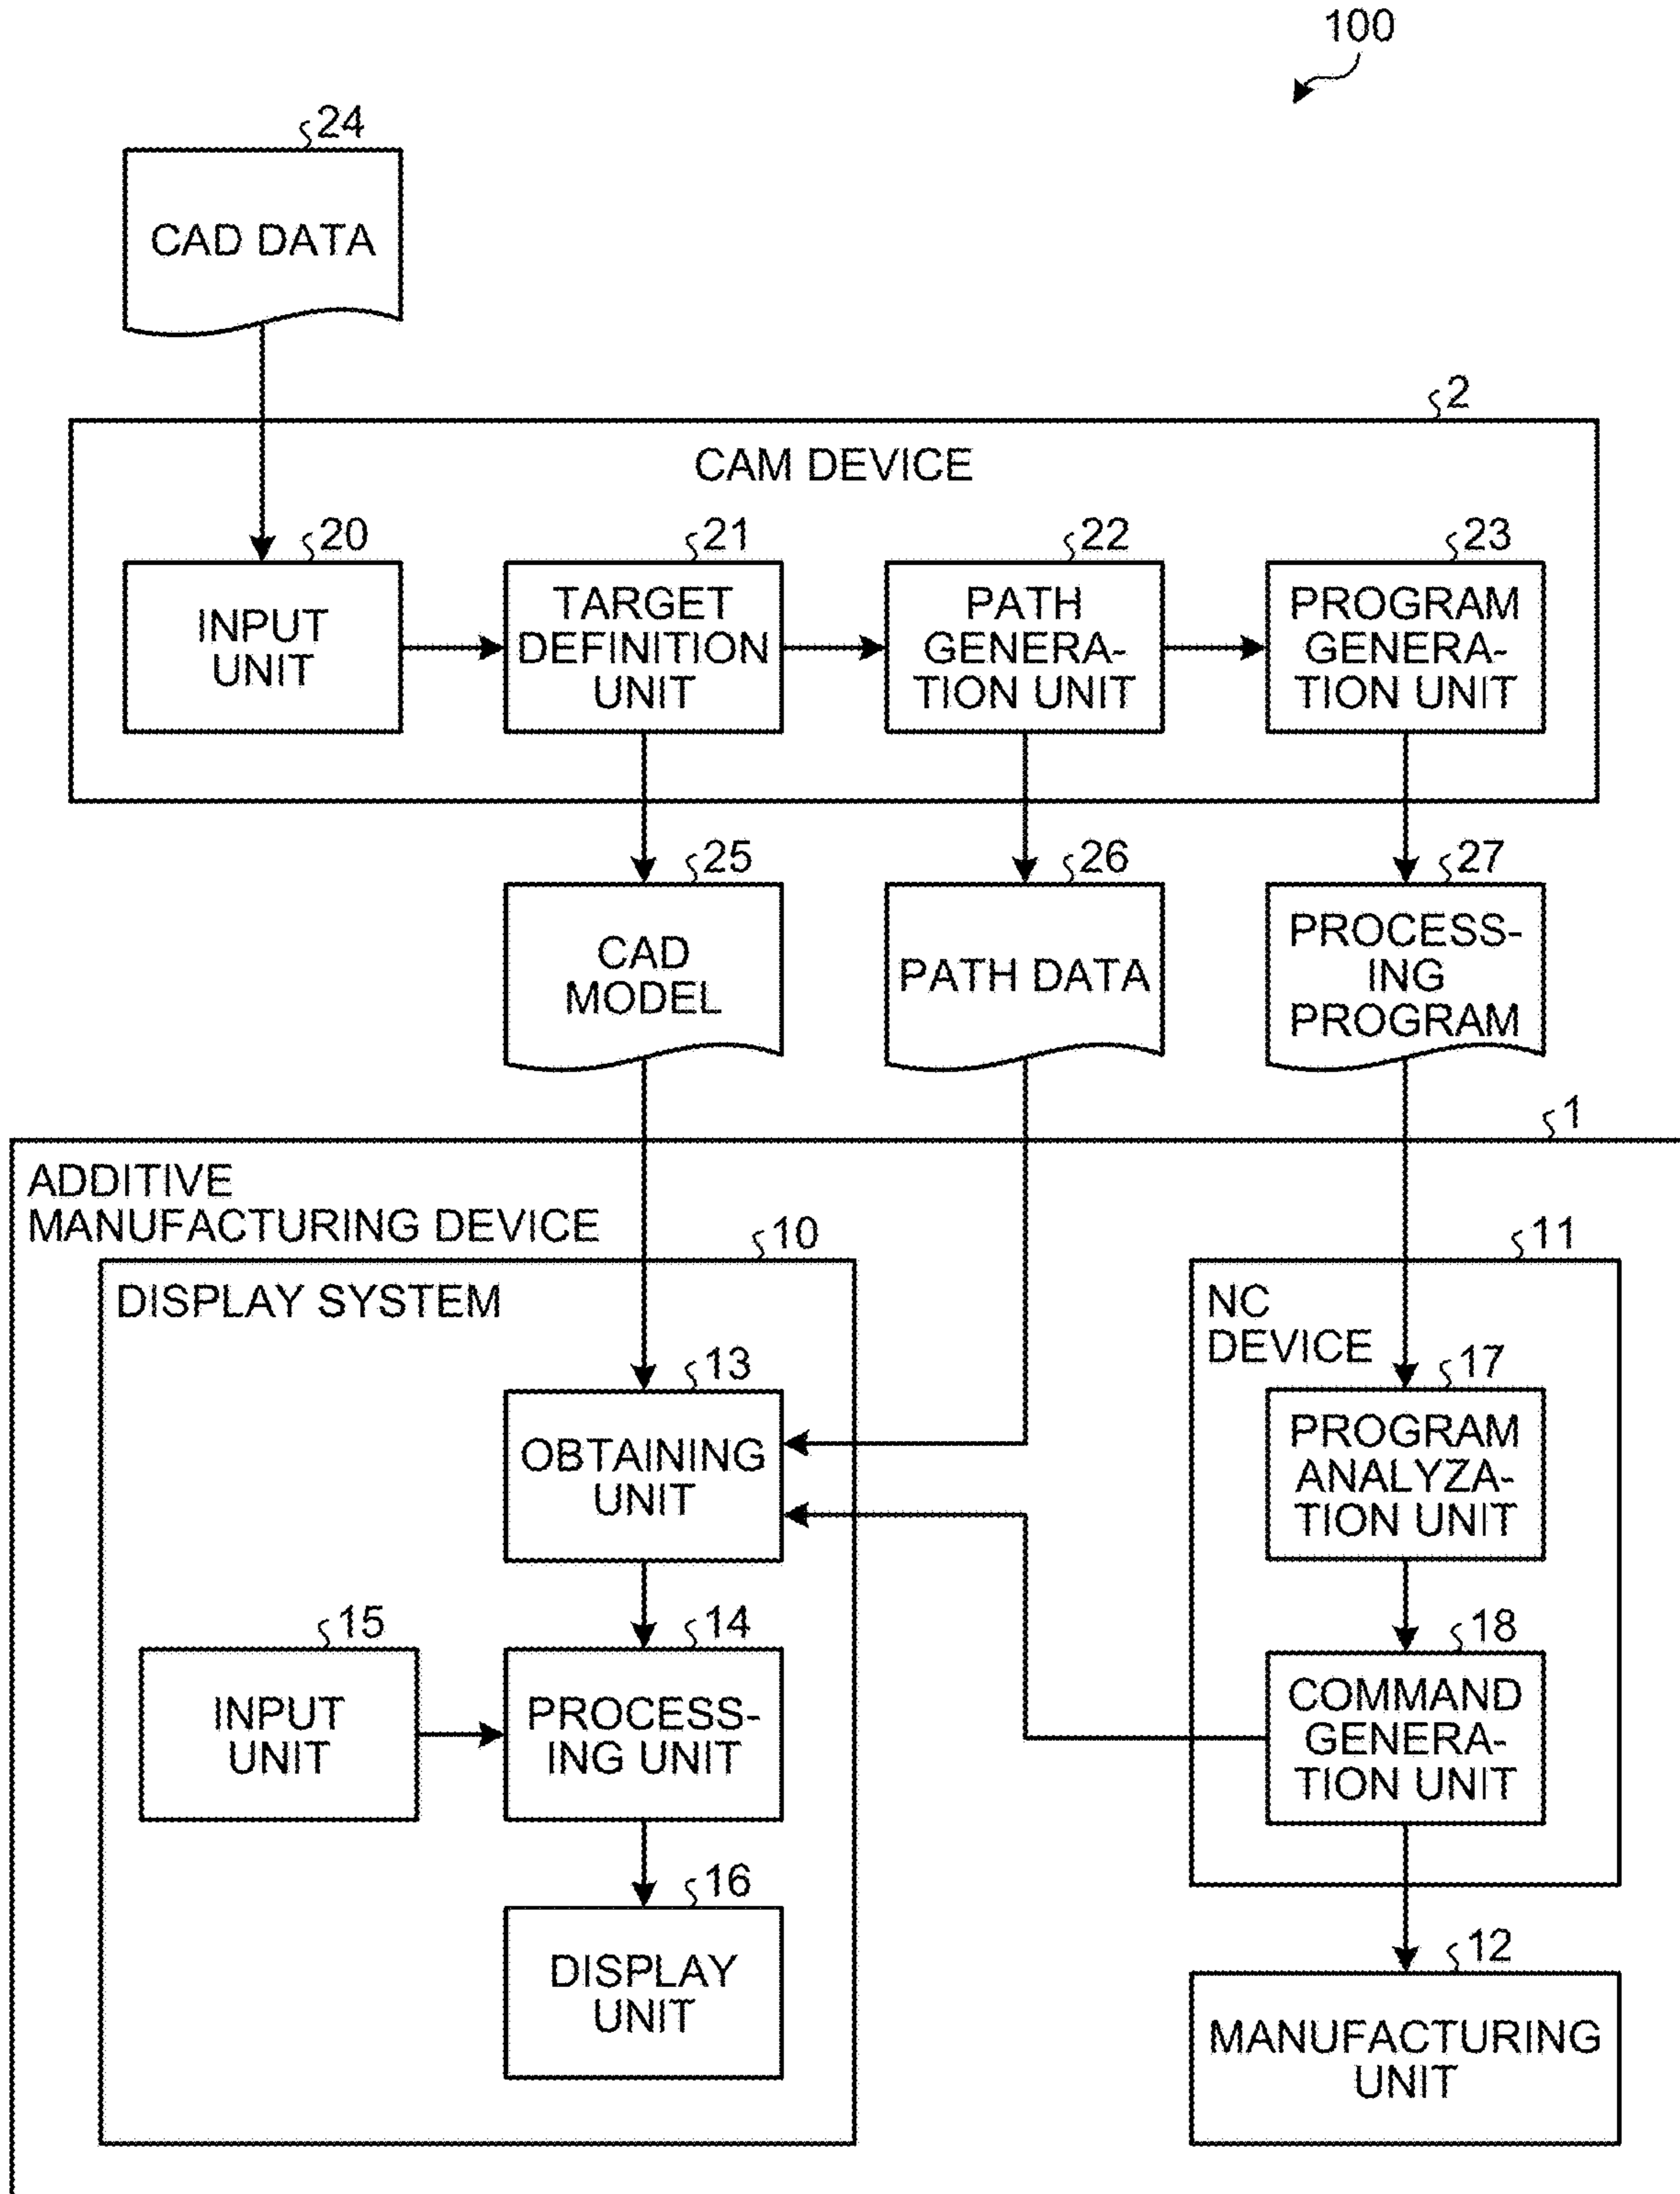 100
24
CAD DATA
2
CAM DEVICE
20
INPUT
UNIT
21
TARGET
DEFINITION
UNIT
22
PATH
GENERA-
TION UNIT
23
PROGRAM
GENERA-
TION UNIT
25
CAD
MODEL
26
PATH DATA
27
PROCESS-
ING
PROGRAM
1
ADDITIVE
MANUFACTURING DEVICE
10
DISPLAY SYSTEM
13
OBTAINING
UNIT
15
INPUT
UNIT
14
PROCESS-
ING UNIT
16
DISPLAY
UNIT
11
NC
DEVICE
17
PROGRAM
ANALYZA-
TION UNIT
18
COMMAND
GENERA-
TION UNIT
12
MANUFACTURING
UNIT